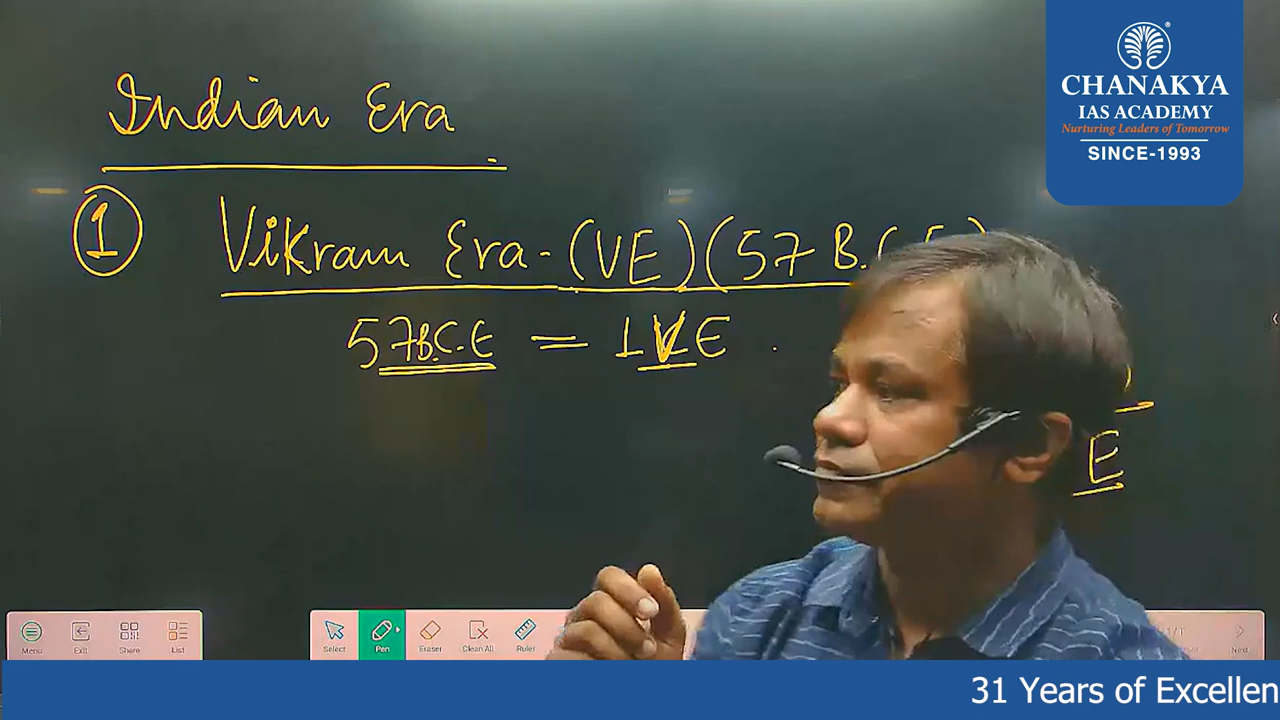 Indian Era
① Vikram Era - (VE) (57 B.C.E)
57 B.C.E = 1 VE
E
CHANAKYA
IAS ACADEMY
Nurturing Leaders of Tomorrow
SINCE-1993
Menu Exit Share List Select Pen Eraser Clean All Ruler Next
31 Years of Excellen